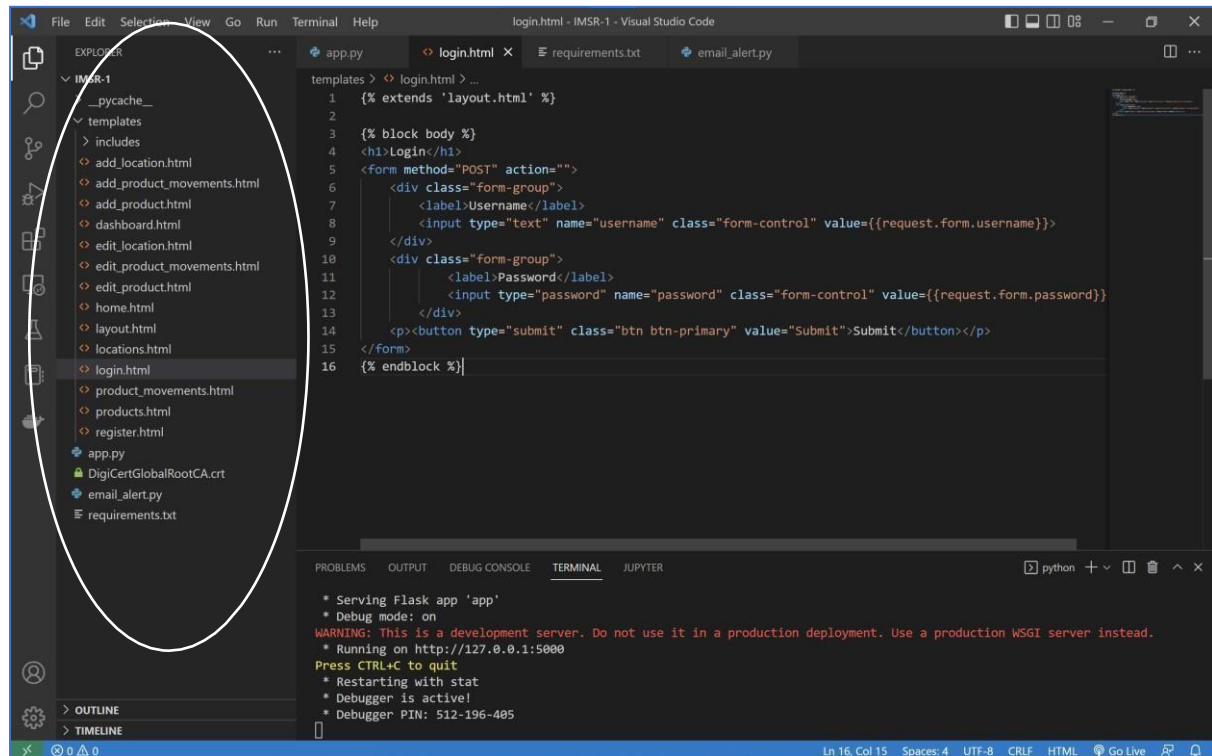 File Edit Selection View Go Run Terminal Help login.html - IMSR-1 - Visual Studio Code
EXPLORER
IMSR-1
__pycache__
templates
includes
add_location.html
add_product_movements.html
add_product.html
dashboard.html
edit_location.html
edit_product_movements.html
edit_product.html
home.html
layout.html
locations.html
login.html
product_movements.html
products.html
register.html
app.py
DigiCertGlobalRootCA.crt
email_alert.py
requirements.txt
OUTLINE
TIMELINE
app.py login.html requirements.txt email_alert.py
templates > login.html > ...
1 {% extends 'layout.html' %}
2
3 {% block body %}
4 <h1>Login</h1>
5 <form method="POST" action="">
6 <div class="form-group">
7 <label>Username</label>
8 <input type="text" name="username" class="form-control" value={{request.form.username}}>
9 </div>
10 <div class="form-group">
11 <label>Password</label>
12 <input type="password" name="password" class="form-control" value={{request.form.password}}
13 </div>
14 <p><button type="submit" class="btn btn-primary" value="Submit">Submit</button></p>
15 </form>
16 {% endblock %}
PROBLEMS OUTPUT DEBUG CONSOLE TERMINAL JUPYTER python
* Serving Flask app 'app'
* Debug mode: on
WARNING: This is a development server. Do not use it in a production deployment. Use a production WSGI server instead.
* Running on http://127.0.0.1:5000
Press CTRL+C to quit
* Restarting with stat
* Debugger is active!
* Debugger PIN: 512-196-405
0 0 Ln 16, Col 15 Spaces: 4 UTF-8 CRLF HTML Go Live